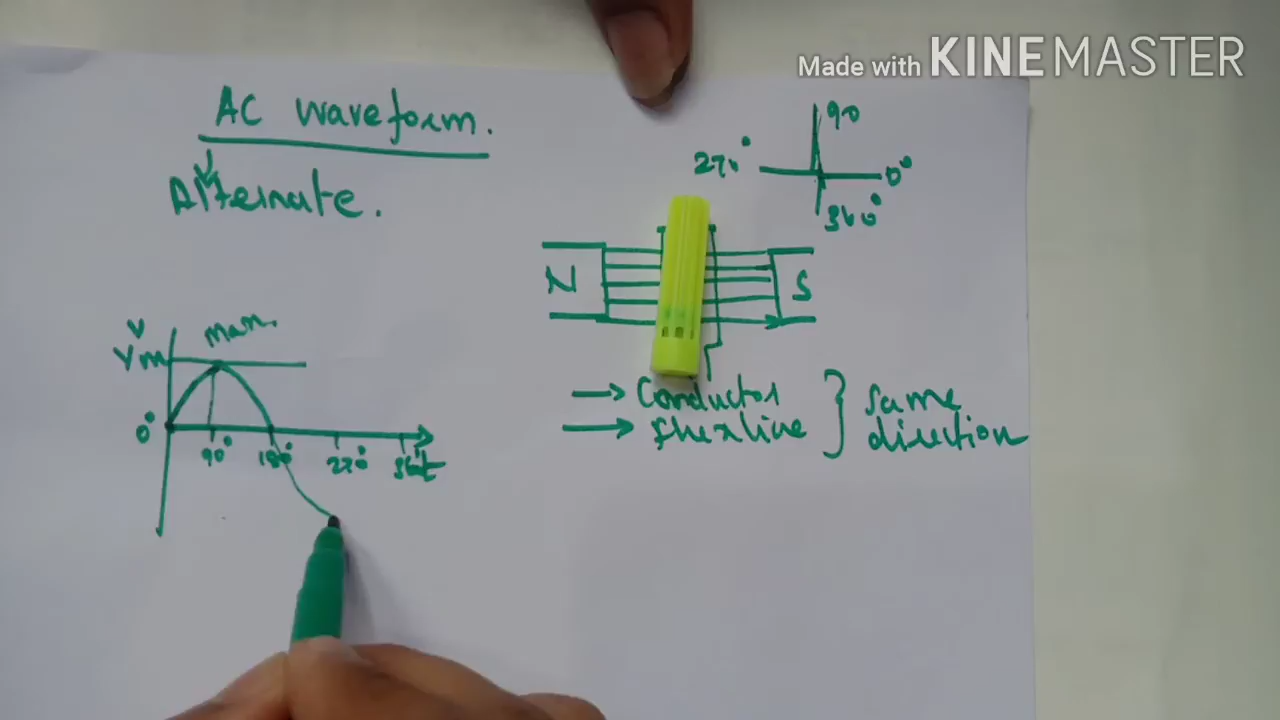 Made with KINEMASTER
AC waveform.
Alternate.
90
270°
0°
360°
N
S
V
Vm
max.
0°
90°
180°
270°
360°
t
→ Conductor
→ fluxline
} same
direction